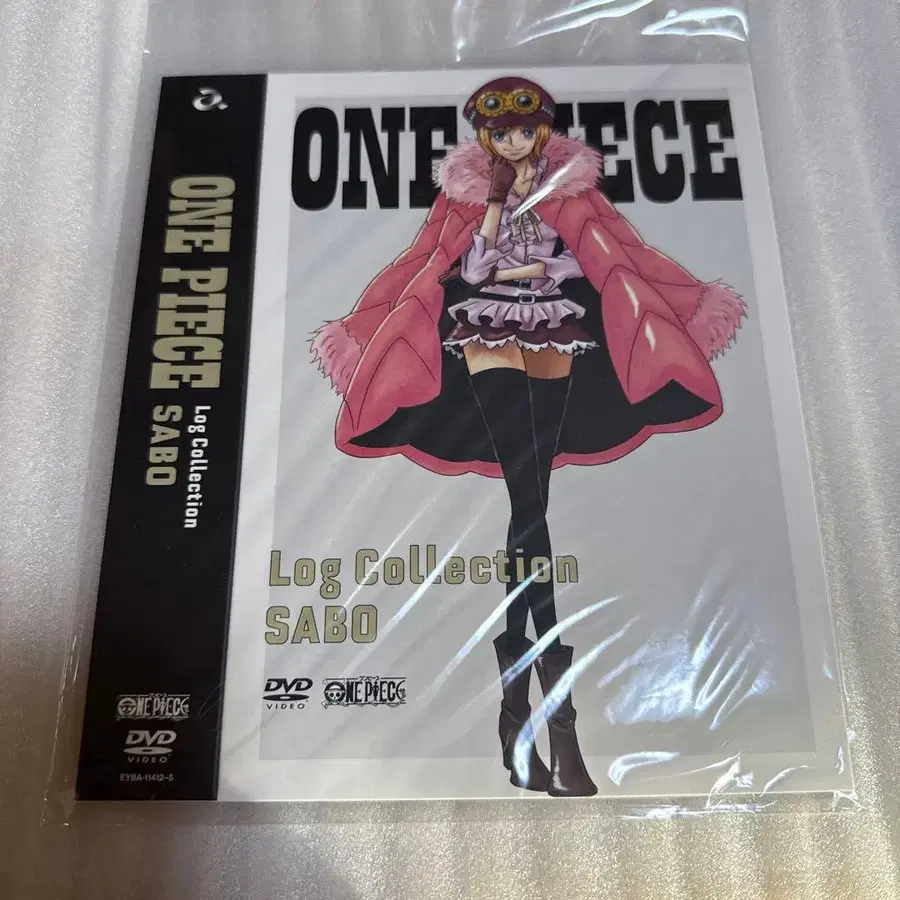 a.
ONE PIECE
Log Collection
SABO
ONE PIECE
DVD
VIDEO
EYBA-11412~5
ONE PIECE
Log Collection
SABO
DVD
VIDEO
ONE PIECE